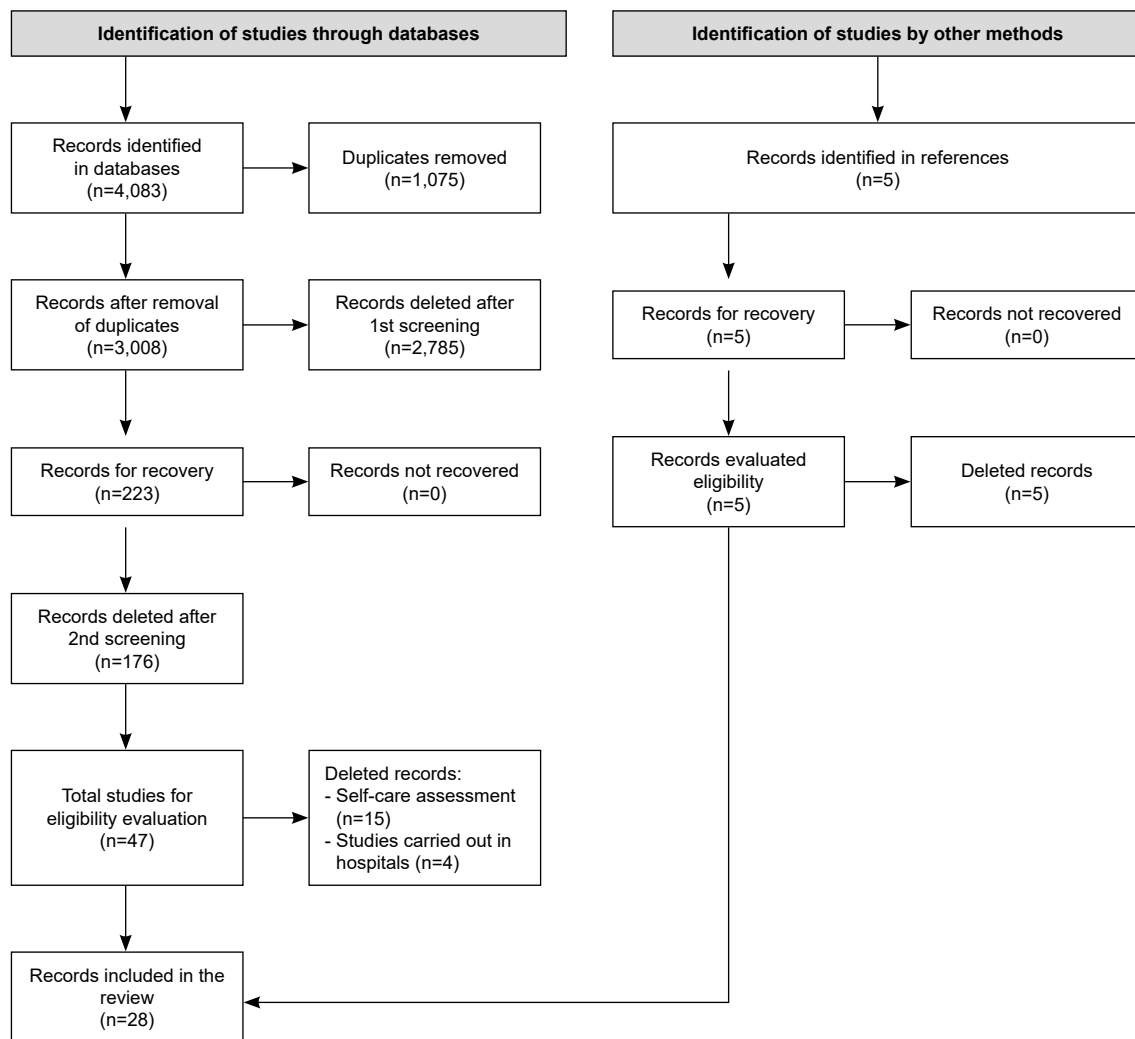 Identification of studies through databases
Identification of studies by other methods
Records identified
in databases
(n=4,083)
Duplicates removed
(n=1,075)
Records identified in references
(n=5)
Records after removal
of duplicates
(n=3,008)
Records deleted after
1st screening
(n=2,785)
Records for recovery
(n=5)
Records not recovered
(n=0)
Records for recovery
(n=223)
Records not recovered
(n=0)
Records evaluated
eligibility
(n=5)
Deleted records
(n=5)
Records deleted after
2nd screening
(n=176)
Total studies for
eligibility evaluation
(n=47)
Deleted records:
- Self-care assessment
(n=15)
- Studies carried out in
hospitals (n=4)
Records included in the
review
(n=28)